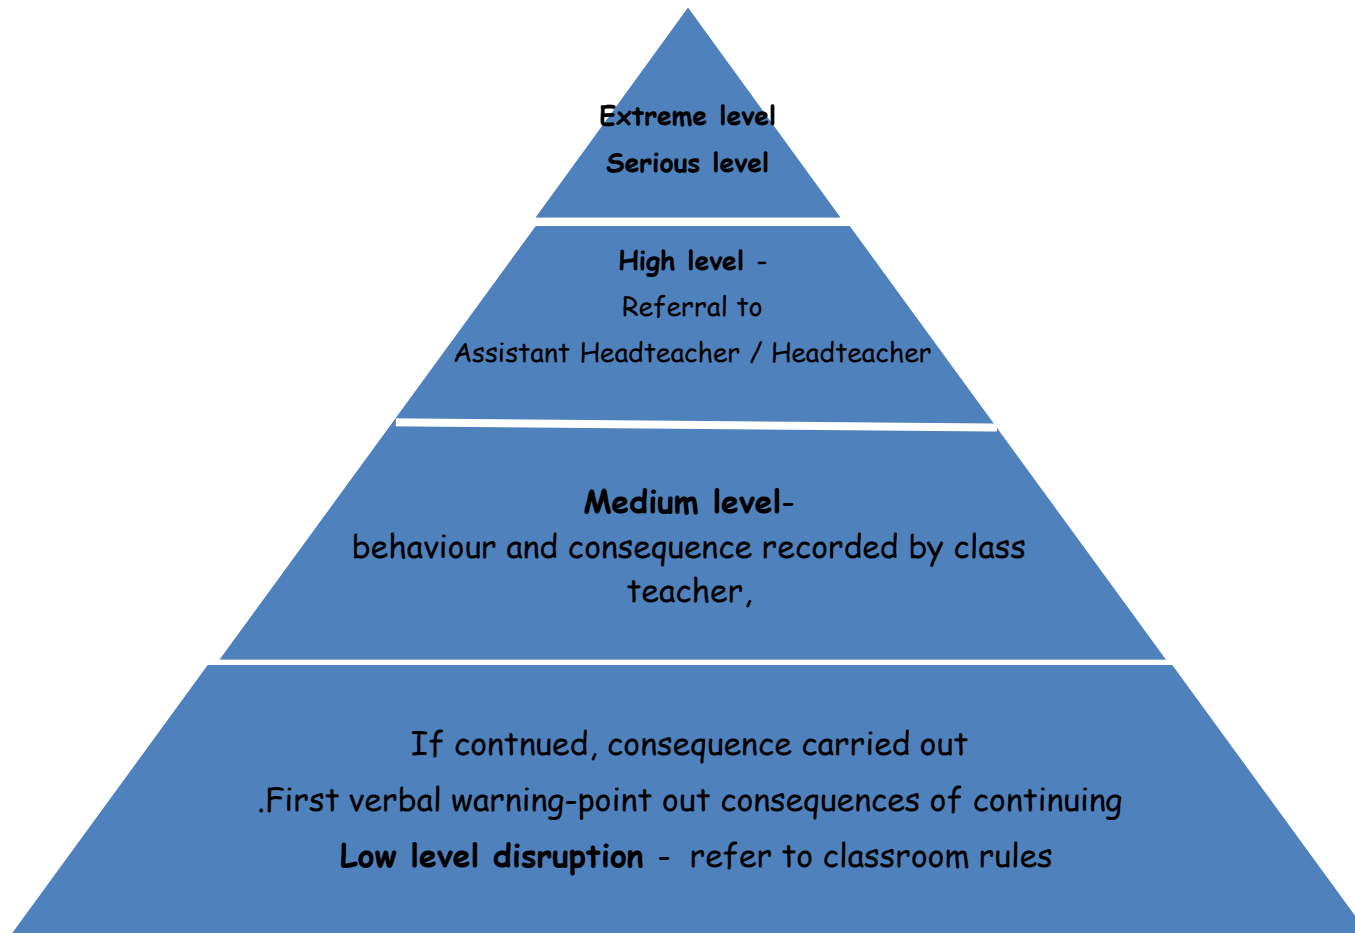 Extreme level
Serious level
High level -
Referral to
Assistant Headteacher / Headteacher
Medium level-
behaviour and consequence recorded by class
teacher,
If contnued, consequence carried out
.First verbal warning-point out consequences of continuing
Low level disruption - refer to classroom rules